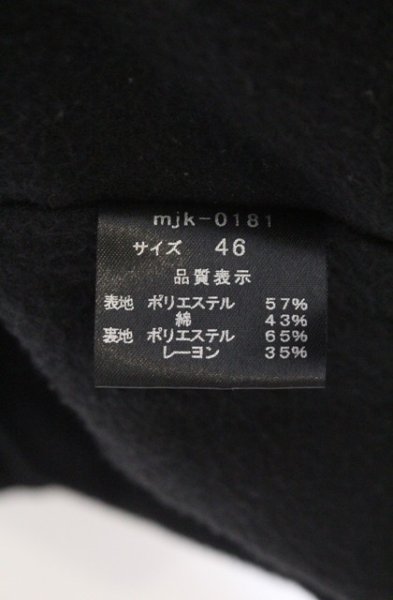 mjk-0181
サイズ 46
品質表示
表地 ポリエステル 57%
綿 43%
裏地 ポリエステル 65%
レーヨン 35%